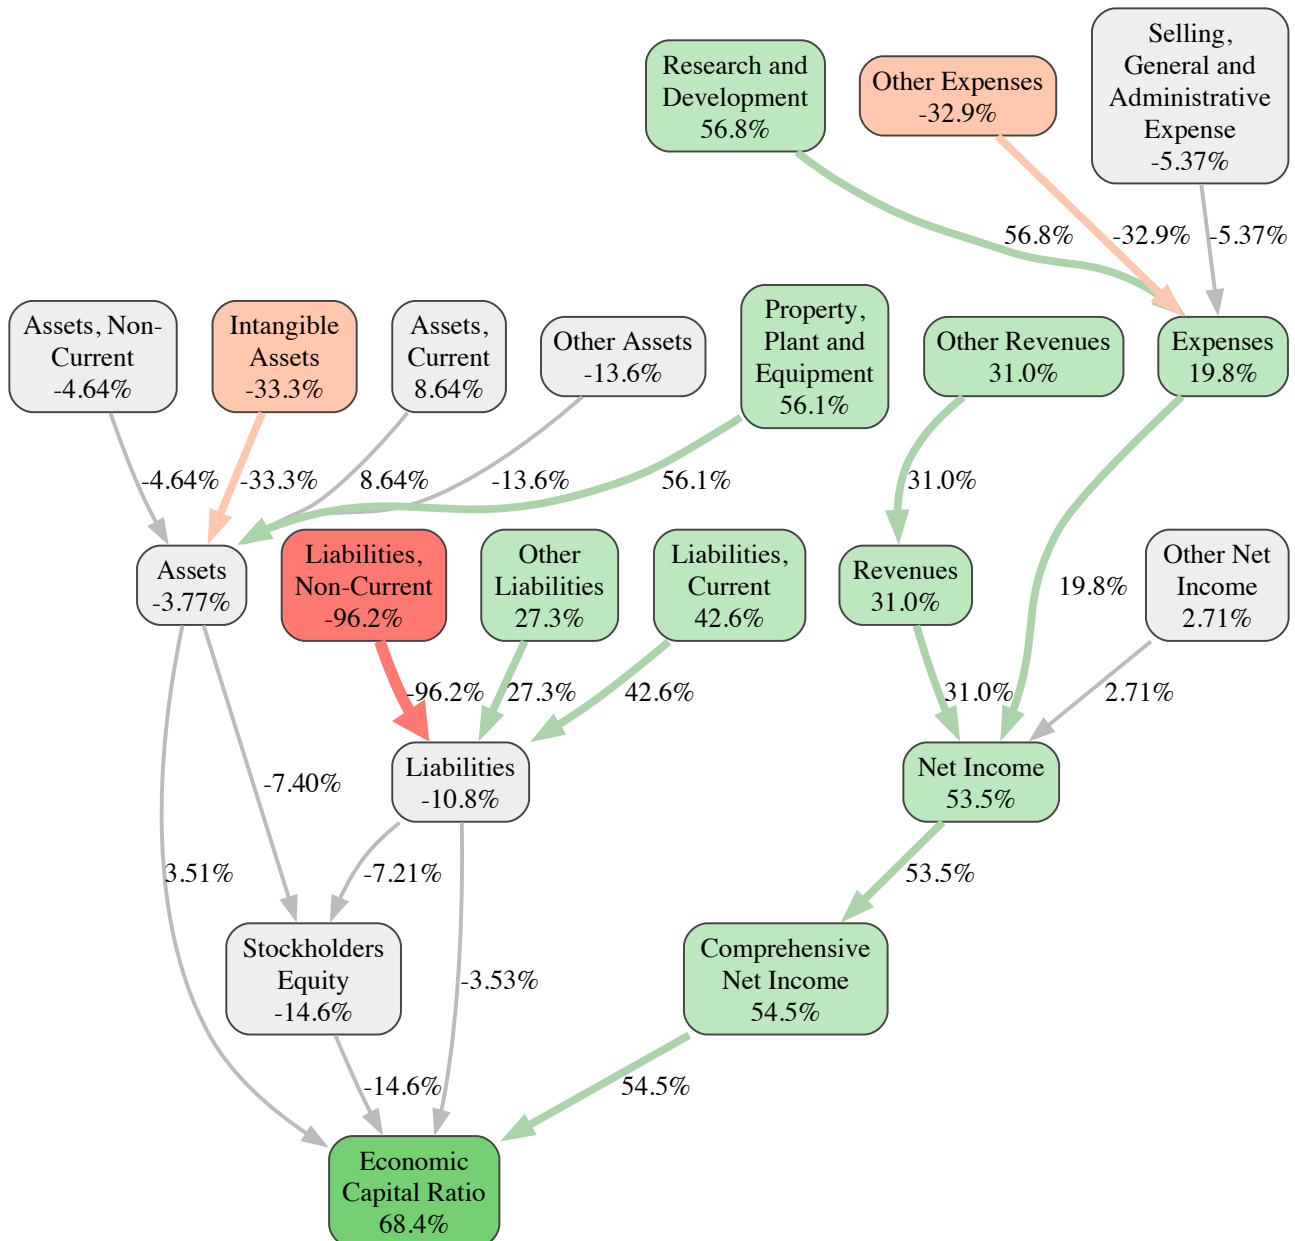 Selling,
General and
Administrative
Expense
-5.37%
Research and
Development
56.8%
Other Expenses
-32.9%
56.8%
-32.9%
-5.37%
Assets, Non-
Current
-4.64%
Intangible
Assets
-33.3%
Assets,
Current
8.64%
Other Assets
-13.6%
Property,
Plant and
Equipment
56.1%
Other Revenues
31.0%
Expenses
19.8%
-4.64%
-33.3%
8.64%
-13.6%
56.1%
31.0%
Assets
-3.77%
Liabilities,
Non-Current
-96.2%
Other
Liabilities
27.3%
Liabilities,
Current
42.6%
Revenues
31.0%
19.8%
Other Net
Income
2.71%
-96.2%
27.3%
42.6%
31.0%
2.71%
-7.40%
Liabilities
-10.8%
Net Income
53.5%
3.51%
-7.21%
53.5%
Stockholders
Equity
-14.6%
-3.53%
Comprehensive
Net Income
54.5%
-14.6%
54.5%
Economic
Capital Ratio
68.4%